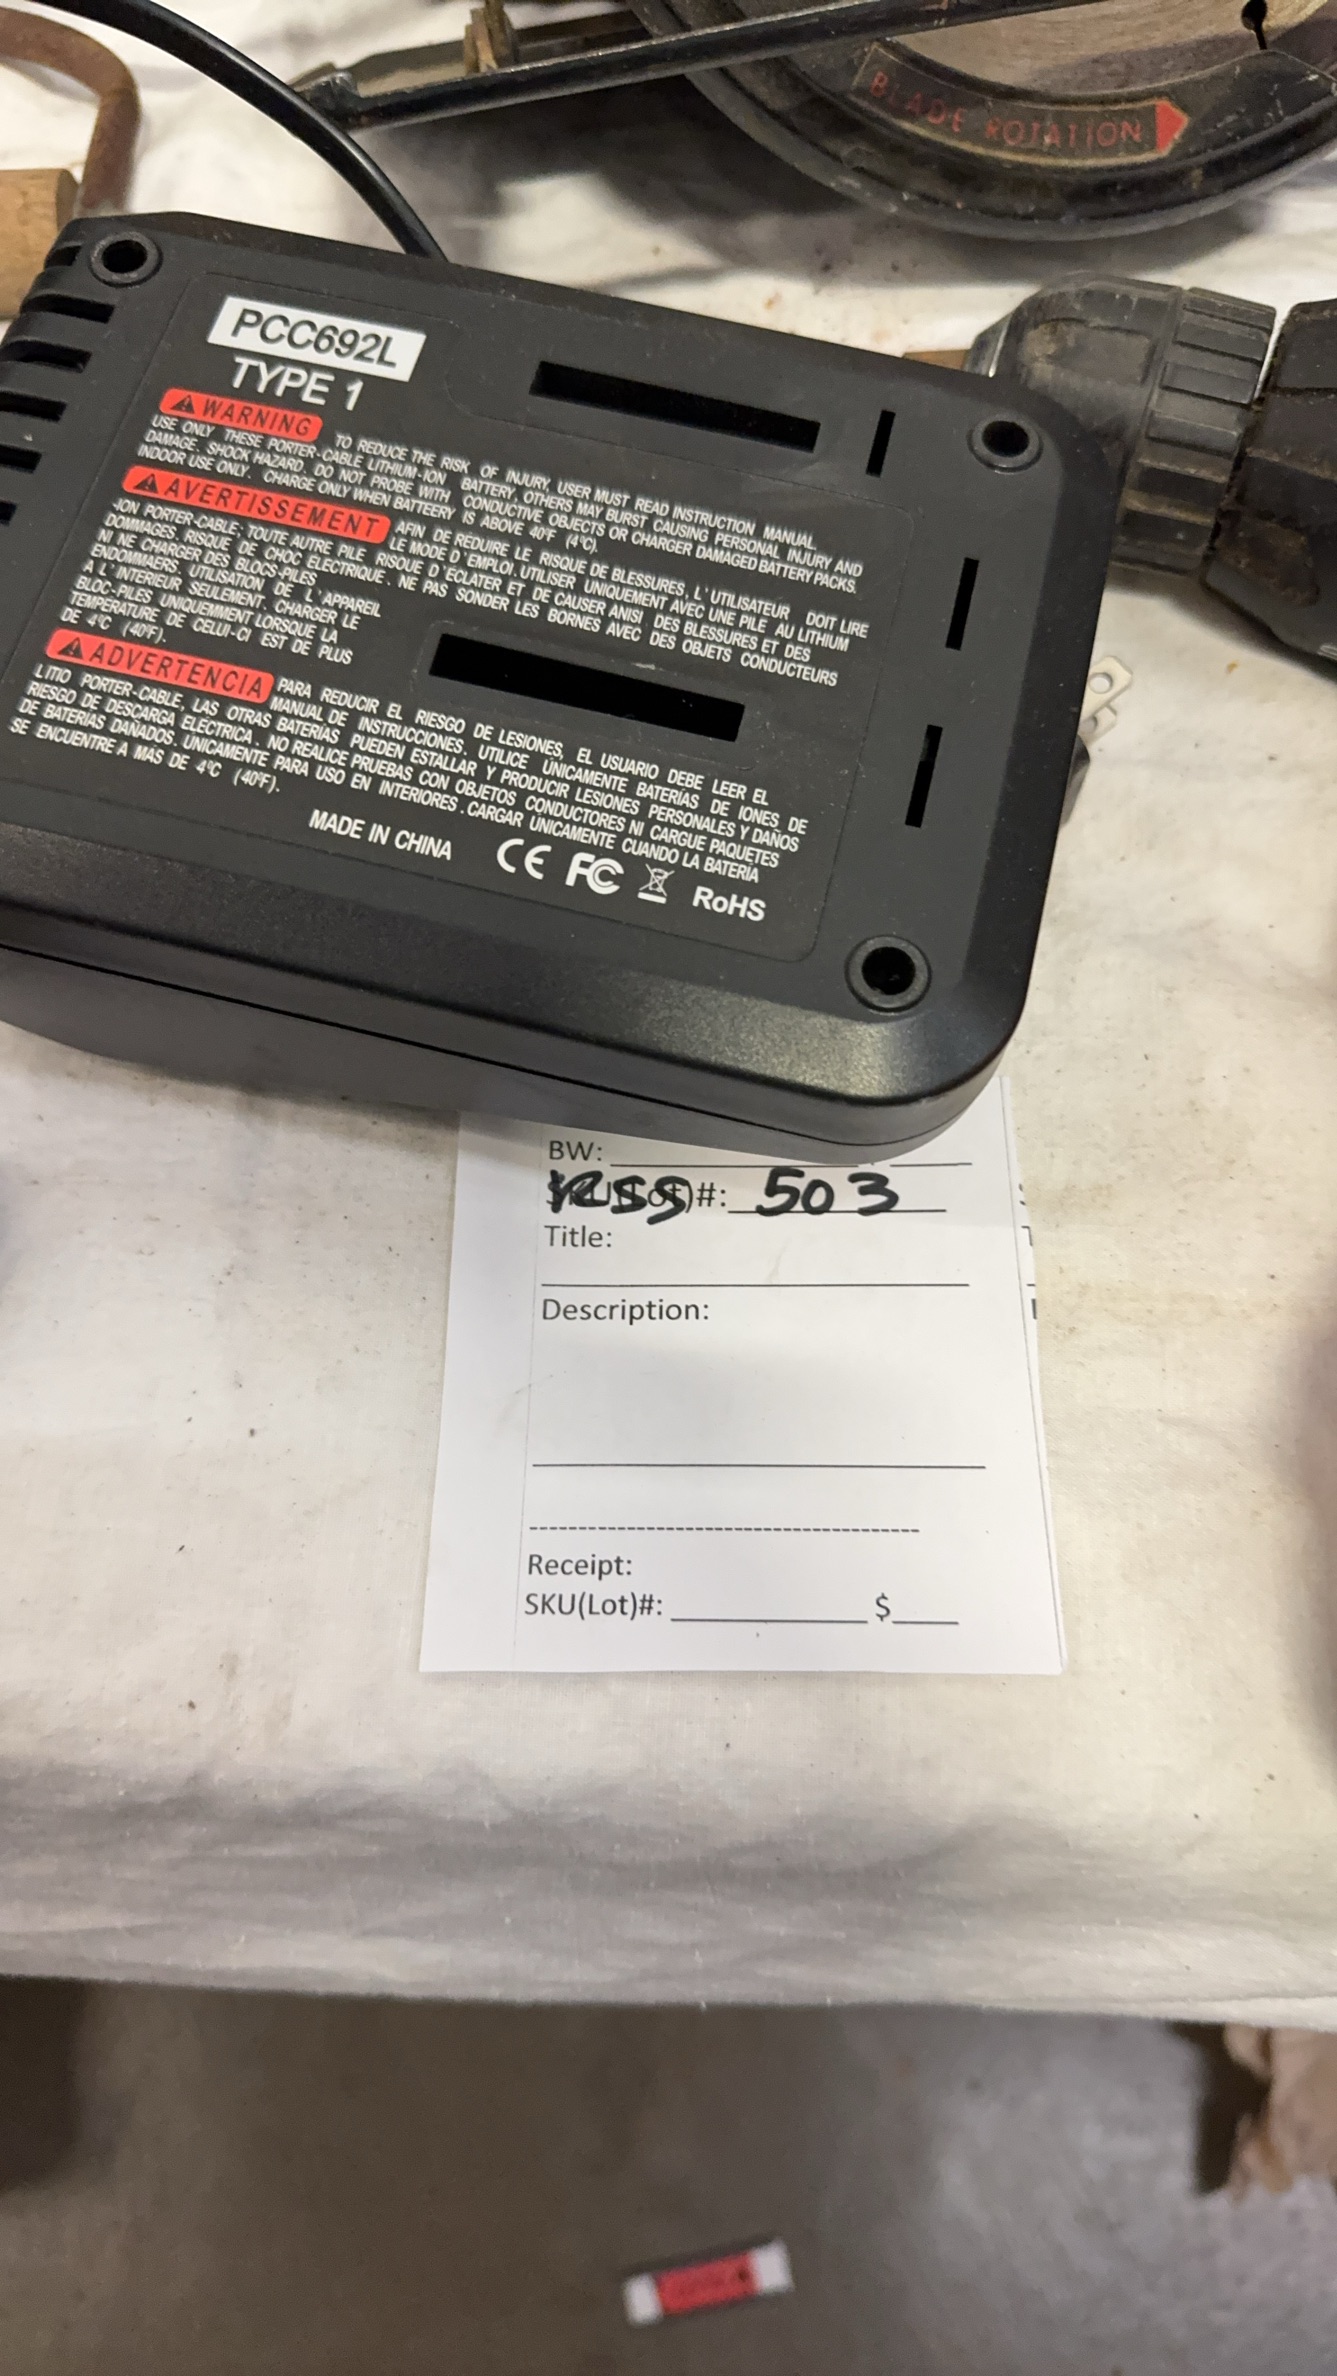 BLADE ROTATION
PCC692L
TYPE 1
WARNING TO REDUCE THE RISK OF INJURY, USER MUST READ INSTRUCTION MANUAL.
USE ONLY THESE PORTER-CABLE LITHIUM-ION BATTERY, OTHERS MAY BURST CAUSING PERSONAL INJURY AND
DAMAGE. SHOCK HAZARD. DO NOT PROBE WITH CONDUCTIVE OBJECTS OR CHARGER DAMAGED BATTERY PACKS.
INDOOR USE ONLY. CHARGE ONLY WHEN BATTEERY IS ABOVE 40°F (4°C).
AVERTISSEMENT AFIN DE REDUIRE LE RISQUE DE BLESSURES, L'UTILISATEUR DOIT LIRE
LE MODE D'EMPLOI. UTILISER UNIQUEMENT AVEC UNE PILE AU LITHIUM
-ION PORTER-CABLE; TOUTE AUTRE PILE RISQUE D'ECLATER ET DE CAUSER ANISI DES BLESSURES ET DES
DOMMAGES. RISQUE DE CHOC ELECTRIQUE. NE PAS SONDER LES BORNES AVEC DES OBJETS CONDUCTEURS
NI NE CHARGER DES BLOCS-PILES
ENDOMMAERS. UTILISATION DE L'APPAREIL
A L'INTERIEUR SEULEMENT. CHARGER LE
BLOC-PILES UNIQUEMMENT LORSQUE LA
TEMPERATURE DE CELUI-CI EST DE PLUS
DE 4°C (40°F).
ADVERTENCIA PARA REDUCIR EL RIESGO DE LESIONES, EL USUARIO DEBE LEER EL
MANUAL DE INSTRUCCIONES. UTILICE ÚNICAMENTE BATERÍAS DE IONES DE
LITIO PORTER-CABLE, LAS OTRAS BATERÍAS PUEDEN ESTALLAR Y PRODUCIR LESIONES PERSONALES Y DAÑOS
RIESGO DE DESCARGA ELÉCTRICA. NO REALICE PRUEBAS CON OBJETOS CONDUCTORES NI CARGUE PAQUETES
DE BATERÍAS DAÑADOS. ÚNICAMENTE PARA USO EN INTERIORES. CARGAR ÚNICAMENTE CUANDO LA BATERÍA
SE ENCUENTRE A MÁS DE 4°C (40°F).
MADE IN CHINA CE FC RoHS
BW:
SKU(Lot)#: 503
Title:
Description:
Receipt:
SKU(Lot)#: $